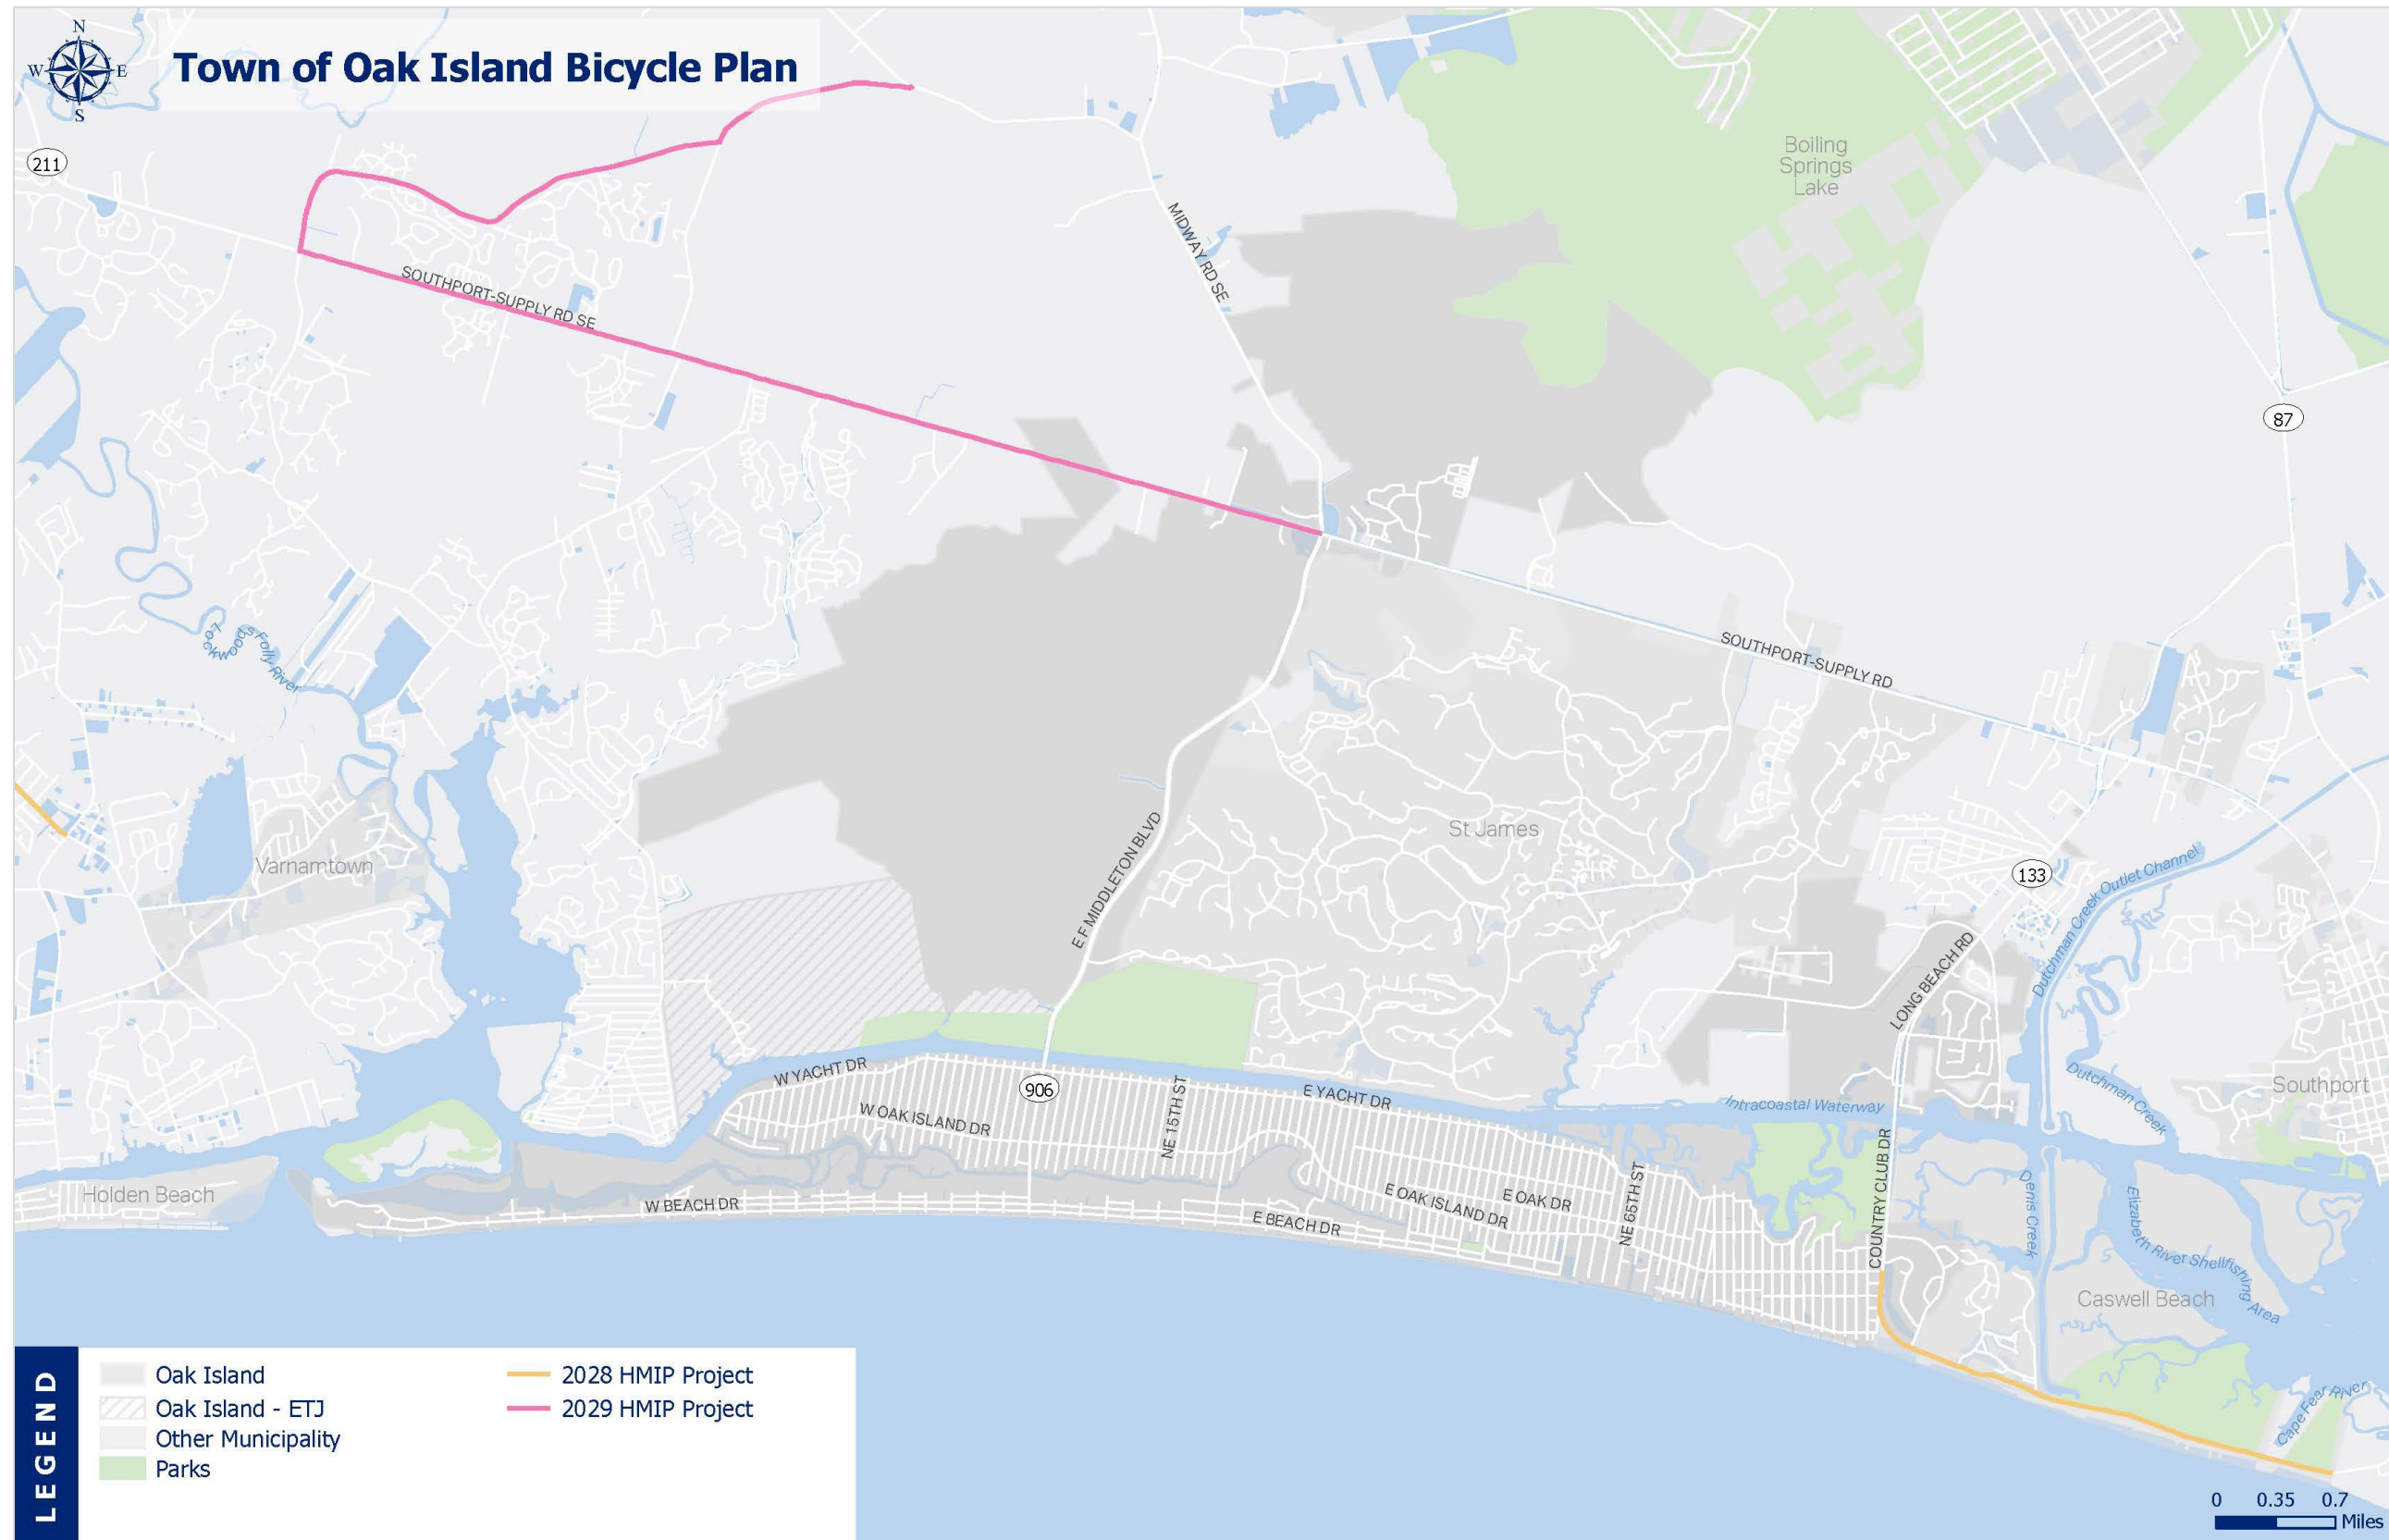 N
W E
S
Town of Oak Island Bicycle Plan
211
Boiling
Springs
Lake
MIDWAY RD SE
SOUTHPORT-SUPPLY RD SE
87
Lockwoods Folly River
SOUTHPORT-SUPPLY RD
St James
E F MIDDLETON BLVD
Varnamtown
133
Dutchman Creek Outlet Channel
LONG BEACH RD
W YACHT DR
906
NE 15TH ST
E YACHT DR
Intracoastal Waterway
Dutchman Creek
Southport
W OAK ISLAND DR
Holden Beach
W BEACH DR
E BEACH DR
E OAK ISLAND DR
E OAK DR
NE 65TH ST
COUNTRY CLUB DR
Denis Creek
Elizabeth River Shellfishing Area
Caswell Beach
Cape Fear River
LEGEND
Oak Island
Oak Island - ETJ
Other Municipality
Parks
2028 HMIP Project
2029 HMIP Project
0 0.35 0.7
Miles